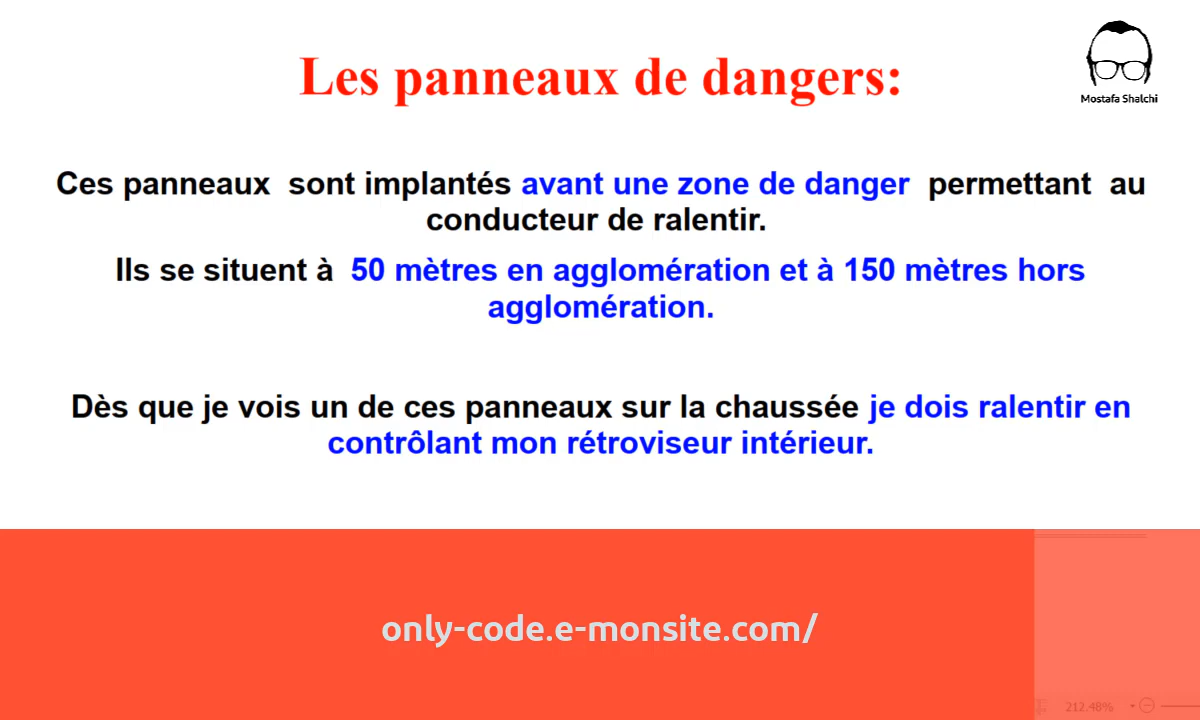 Mostafa Shalchi
Les panneaux de dangers:
Ces panneaux sont implantés avant une zone de danger permettant au
conducteur de ralentir.
Ils se situent à 50 mètres en agglomération et à 150 mètres hors
agglomération.
Dès que je vois un de ces panneaux sur la chaussée je dois ralentir en
contrôlant mon rétroviseur intérieur.
only-code.e-monsite.com/
212.48%